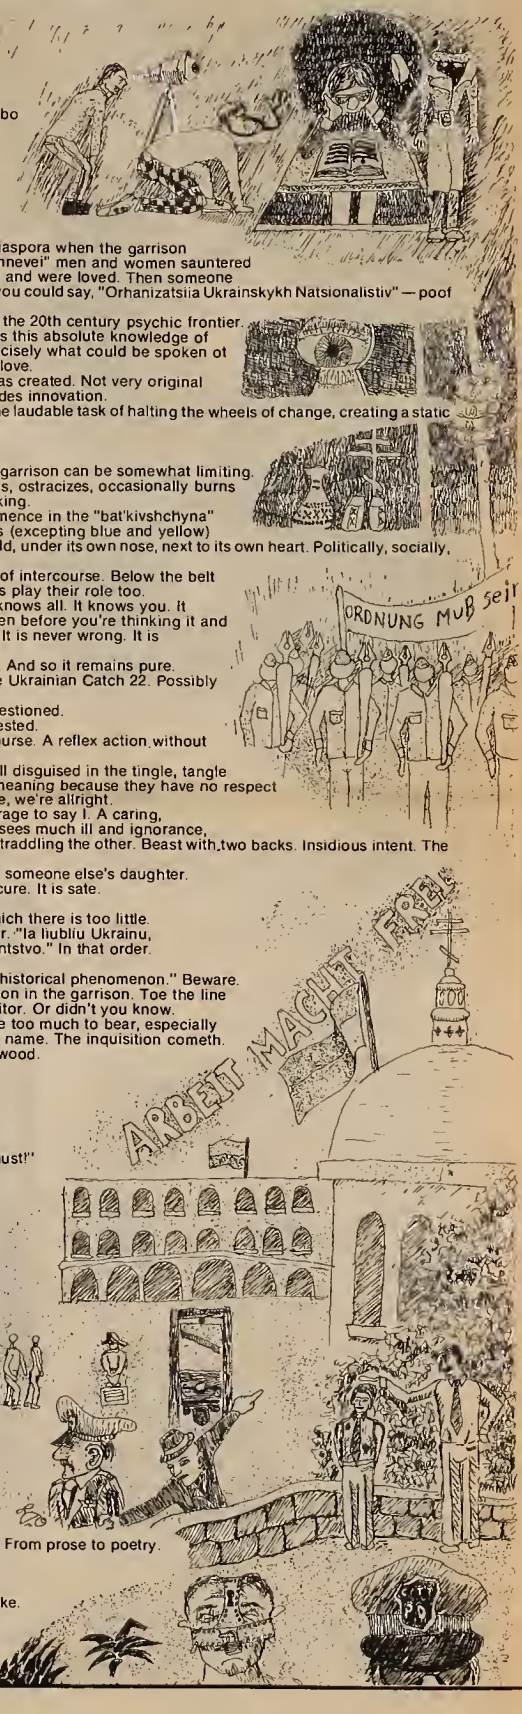 bo
iaspora when the garrison
nnevei" men and women sauntered
and were loved. Then someone
you could say, "Orhanizatsiia Ukrainskykh Natsionalistiv" — poof
the 20th century psychic frontier.
s this absolute knowledge of
cisely what could be spoken ot
love.
as created. Not very original
des innovation.
ne laudable task of halting the wheels of change, creating a static
garrison can be somewhat limiting.
s, ostracizes, occasionally burns
king.
mence in the "bat'kivshchyna"
s (excepting blue and yellow)
ld, under its own nose, next to its own heart. Politically, socially,
of intercourse. Below the belt
s play their role too.
knows all. It knows you. It
en before you're thinking it and
It is never wrong. It is
ORDNUNG MUß sein
And so it remains pure.
e Ukrainian Catch 22. Possibly
estioned.
ested.
urse. A reflex action without
ll disguised in the tingle, tangle
meaning because they have no respect
e, we're allright.
rage to say I. A caring,
sees much ill and ignorance,
traddling the other. Beast with two backs. Insidious intent. The
someone else's daughter.
cure. It is sate.
ich there is too little.
r. "Ia liubliu Ukrainu,
ntstvo." In that order.
historical phenomenon." Beware.
on in the garrison. Toe the line
itor. Or didn't you know.
e too much to bear, especially
name. The inquisition cometh.
wood.
ARBEIT MACHT FREI
ust!"
From prose to poetry.
ke.